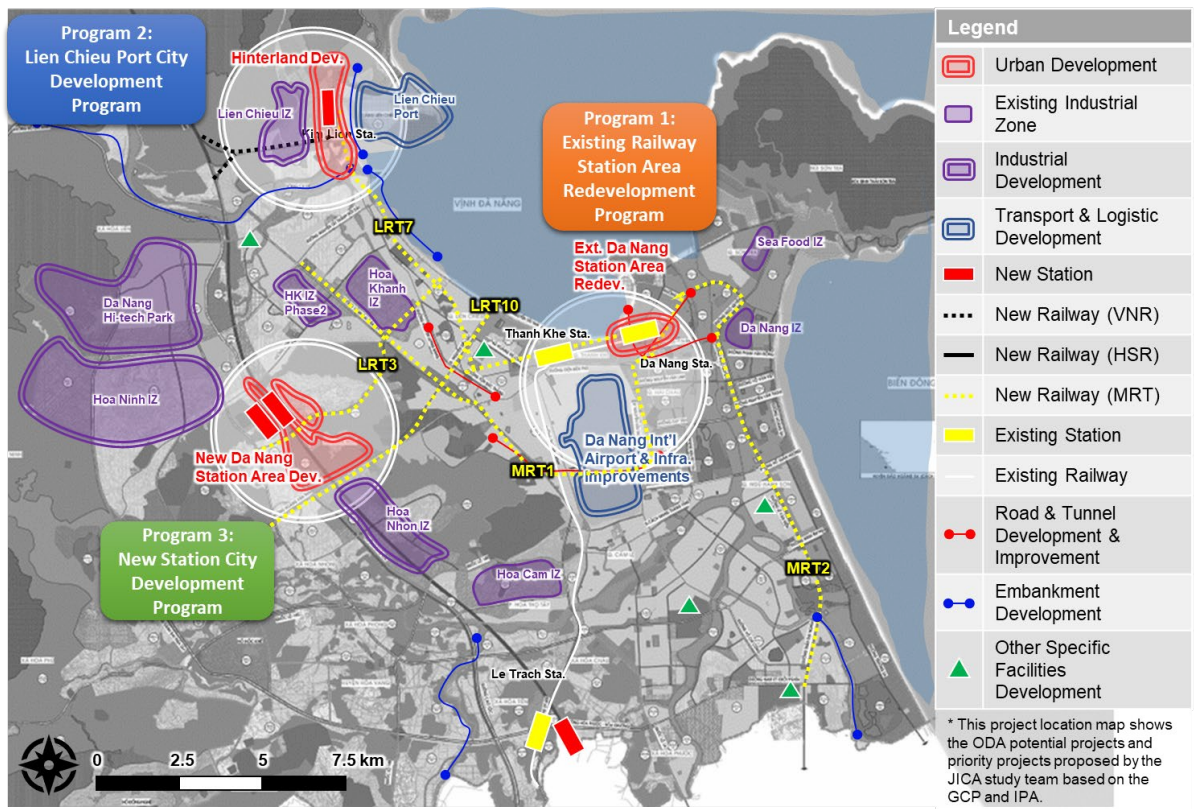 Program 2:
Lien Chieu Port City
Development
Program
Hinterland Dev.
Lien Chieu IZ
Lien Chieu
Port
Kim Lien Sta.
Program 1:
Existing Railway
Station Area
Redevelopment
Program
VỊNH ĐÀ NẴNG
LRT7
Sea Food IZ
Ext. Da Nang
Station Area
Redev.
Da Nang
Hi-tech Park
HK IZ
Phase2
Hoa
Khanh
IZ
LRT10
Thanh Khe Sta.
Da Nang IZ
Da Nang Sta.
LRT3
Hoa Ninh IZ
BIỂN ĐÔNG
New Da Nang
Station Area Dev.
Da Nang Int'l
Airport & Infra.
improvements
MRT1
Program 3:
New Station City
Development
Program
Hoa
Nhon IZ
Hoa Cam IZ
MRT2
Le Trach Sta.
0 2.5 5 7.5 km
Legend
Urban Development
Existing Industrial
Zone
Industrial
Development
Transport & Logistic
Development
New Station
New Railway (VNR)
New Railway (HSR)
New Railway (MRT)
Existing Station
Existing Railway
Road & Tunnel
Development &
Improvement
Embankment
Development
Other Specific
Facilities
Development
* This project location map shows
the ODA potential projects and
priority projects proposed by the
JICA study team based on the
GCP and IPA.